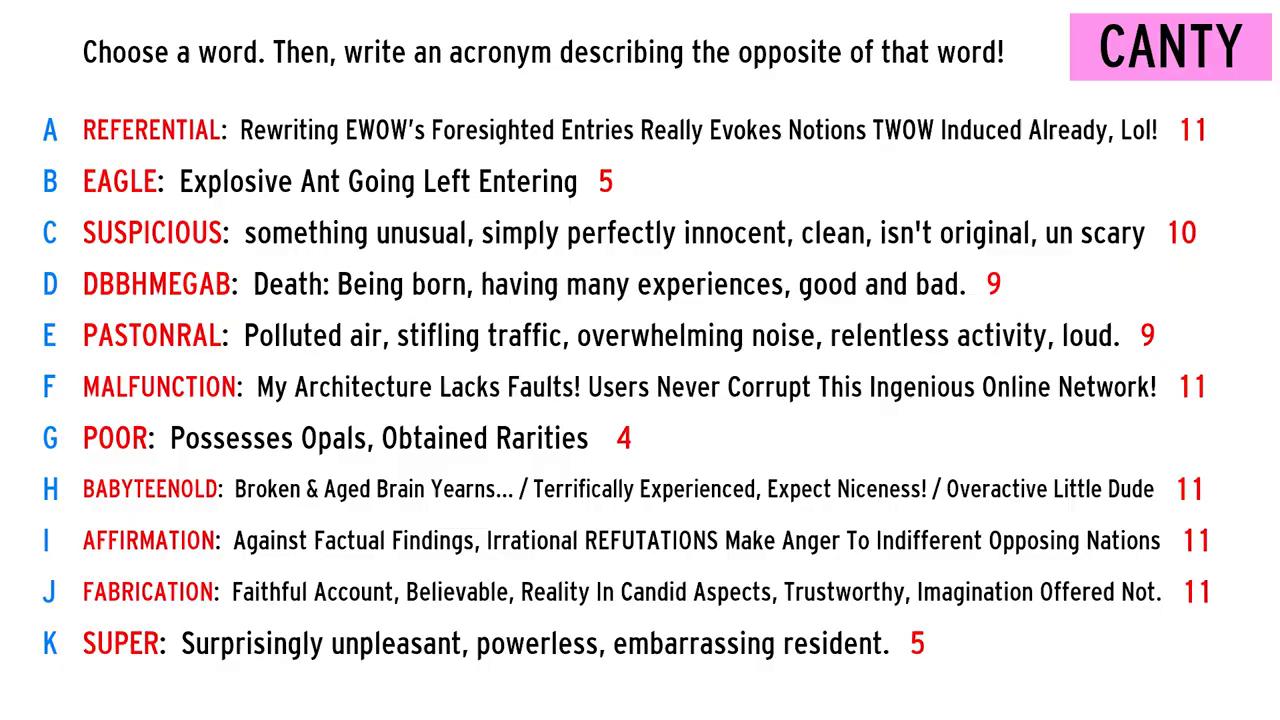 Choose a word. Then, write an acronym describing the opposite of that word!
CANTY
A REFERENTIAL: Rewriting EWOW's Foresighted Entries Really Evokes Notions TWOW Induced Already, Lol! 11
B EAGLE: Explosive Ant Going Left Entering 5
C SUSPICIOUS: something unusual, simply perfectly innocent, clean, isn't original, un scary 10
D DBBHMEGAB: Death: Being born, having many experiences, good and bad. 9
E PASTONRAL: Polluted air, stifling traffic, overwhelming noise, relentless activity, loud. 9
F MALFUNCTION: My Architecture Lacks Faults! Users Never Corrupt This Ingenious Online Network! 11
G POOR: Possesses Opals, Obtained Rarities 4
H BABYTEENOLD: Broken & Aged Brain Yearns... / Terrifically Experienced, Expect Niceness! / Overactive Little Dude 11
I AFFIRMATION: Against Factual Findings, Irrational REFUTATIONS Make Anger To Indifferent Opposing Nations 11
J FABRICATION: Faithful Account, Believable, Reality In Candid Aspects, Trustworthy, Imagination Offered Not. 11
K SUPER: Surprisingly unpleasant, powerless, embarrassing resident. 5